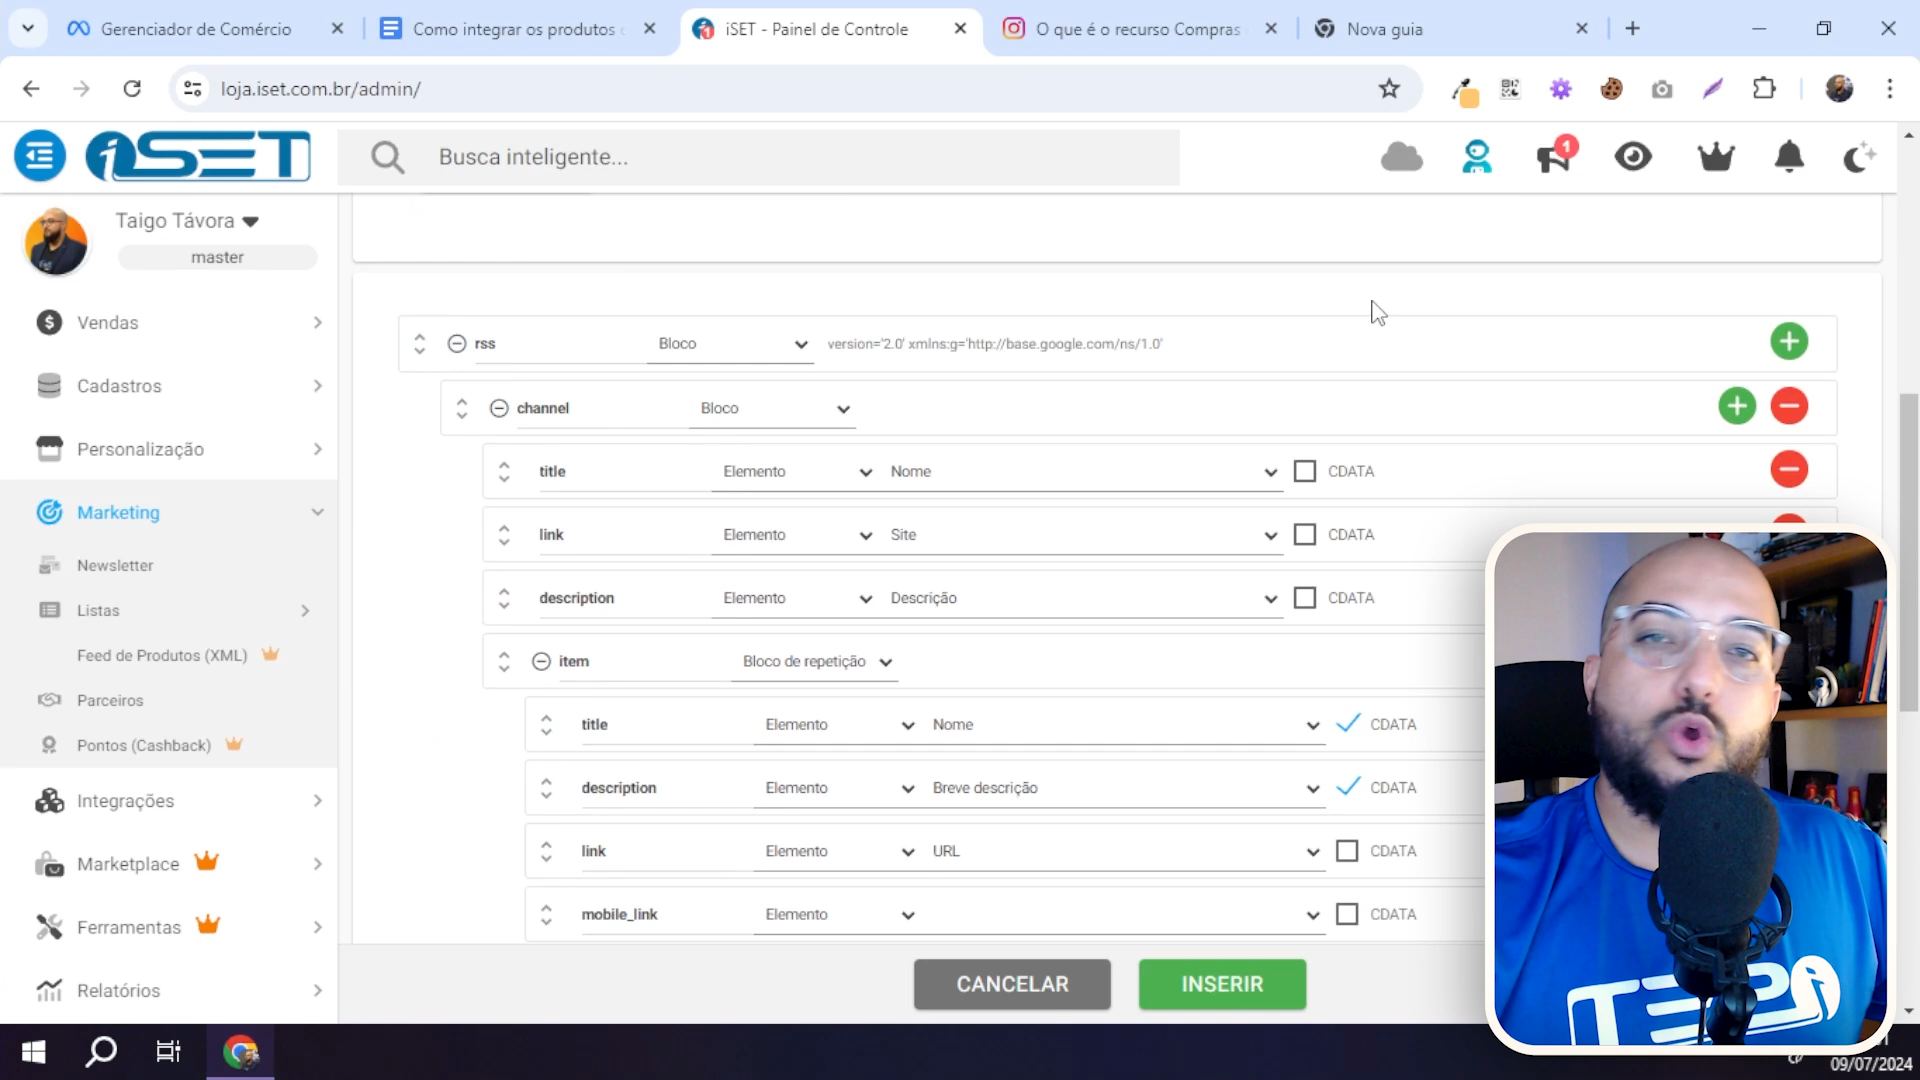 Gerenciador de Comércio
Como integrar os produtos
iSET - Painel de Controle
O que é o recurso Compras
Nova guia
loja.iset.com.br/admin/
iSET
Busca inteligente...
1
Taigo Távora
master
Vendas
Cadastros
Personalização
Marketing
Newsletter
Listas
Feed de Produtos (XML)
Parceiros
Pontos (Cashback)
Integrações
Marketplace
Ferramentas
Relatórios
rss Bloco version='2.0' xmlns:g='http://base.google.com/ns/1.0'
channel Bloco
title Elemento Nome CDATA
link Elemento Site CDATA
description Elemento Descrição CDATA
item Bloco de repetição
title Elemento Nome CDATA
description Elemento Breve descrição CDATA
link Elemento URL CDATA
mobile_link Elemento CDATA
CANCELAR INSERIR
09/07/2024